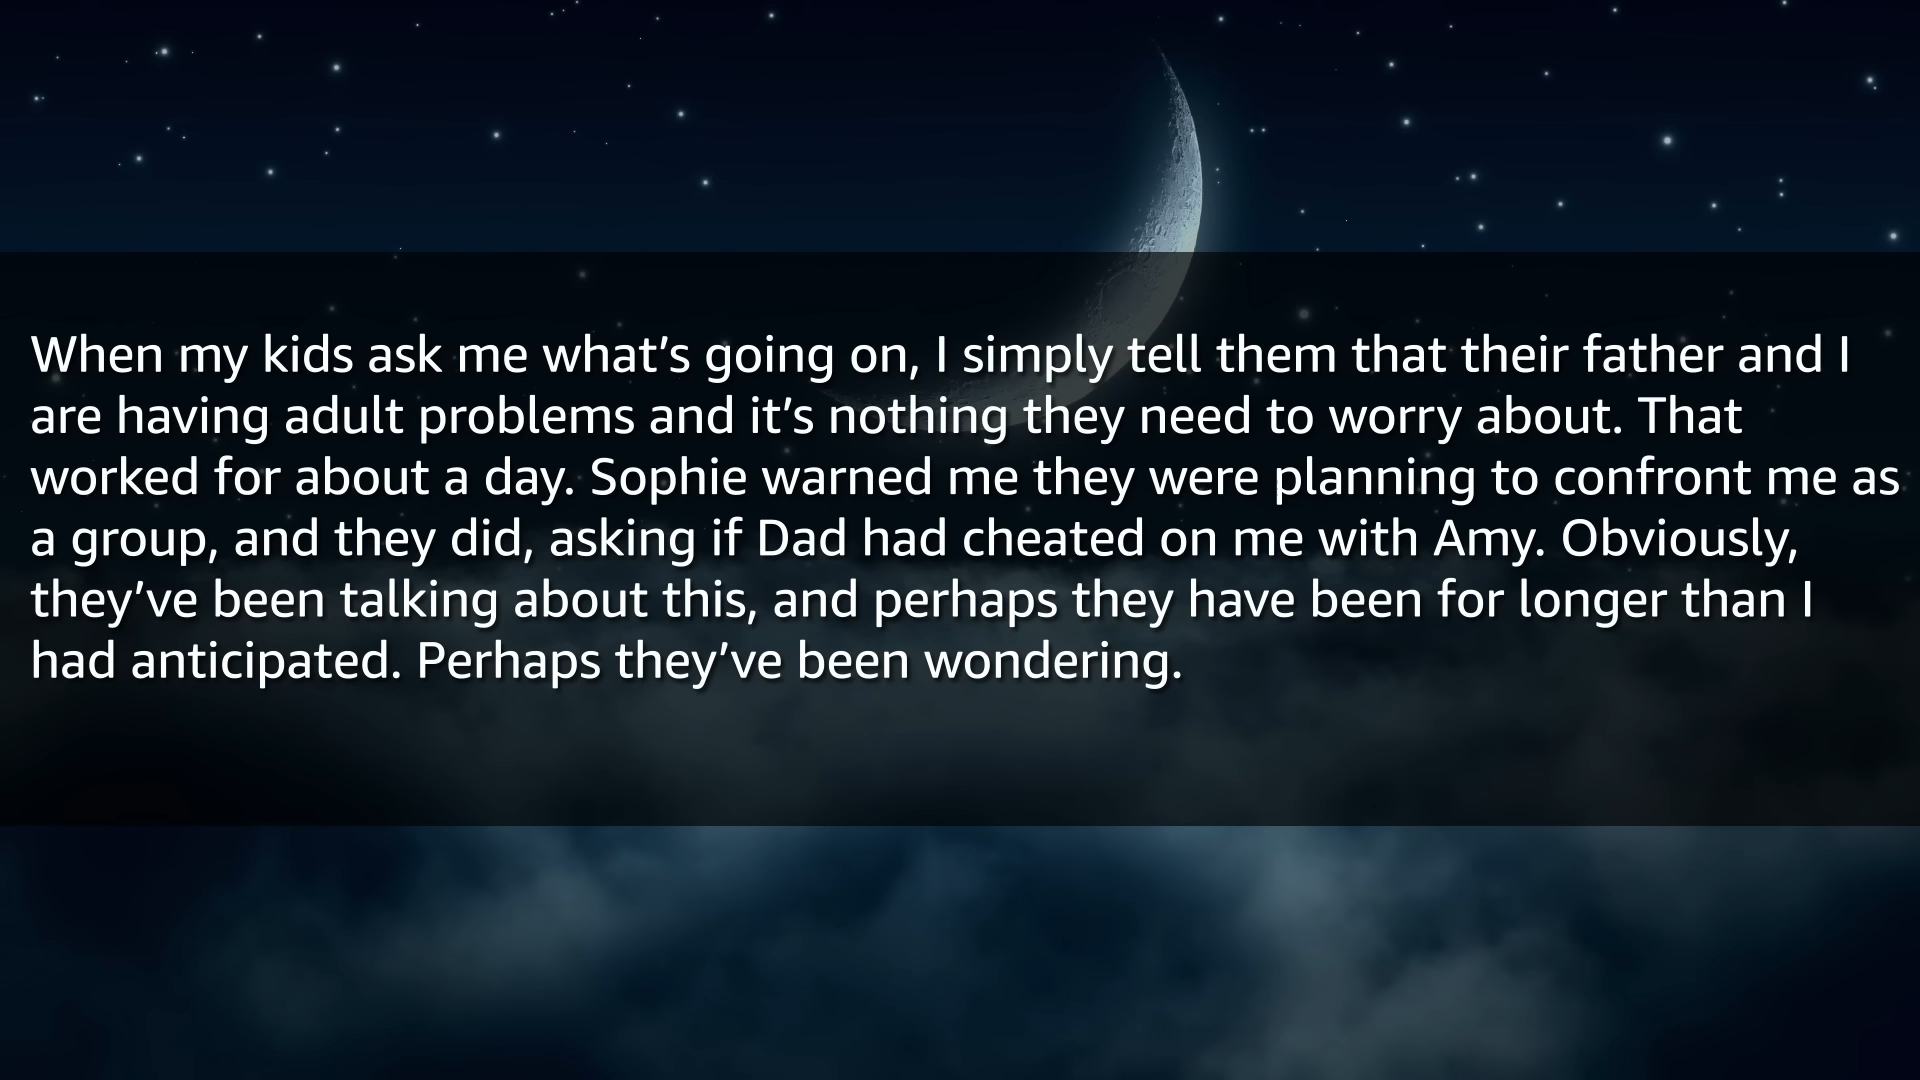 When my kids ask me what’s going on, I simply tell them that their father and I
are having adult problems and it’s nothing they need to worry about. That
worked for about a day. Sophie warned me they were planning to confront me as
a group, and they did, asking if Dad had cheated on me with Amy. Obviously,
they’ve been talking about this, and perhaps they have been for longer than I
had anticipated. Perhaps they’ve been wondering.